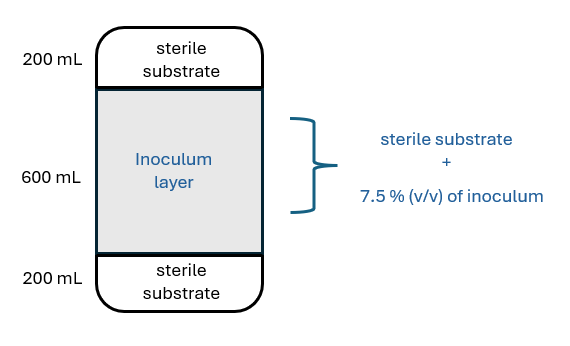 200 mL
sterile
substrate
600 mL
Inoculum
layer
sterile substrate
+
7.5 % (v/v) of inoculum
200 mL
sterile
substrate